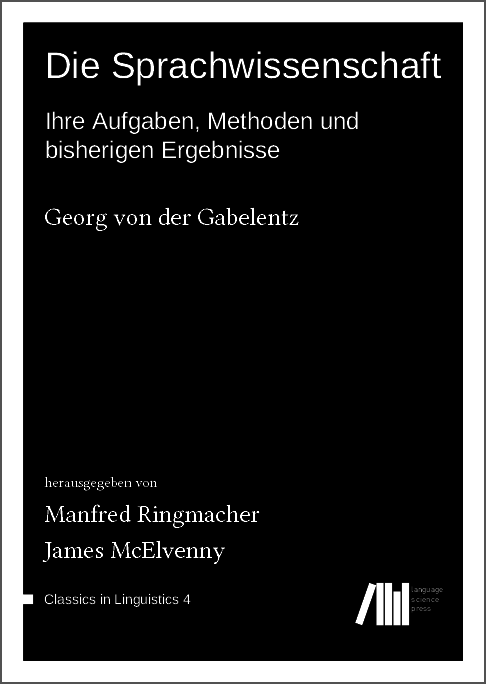 Die Sprachwissenschaft
Ihre Aufgaben, Methoden und
bisherigen Ergebnisse
Georg von der Gabelentz
herausgegeben von
Manfred Ringmacher
James McElvenny
Classics in Linguistics 4
language
science
press